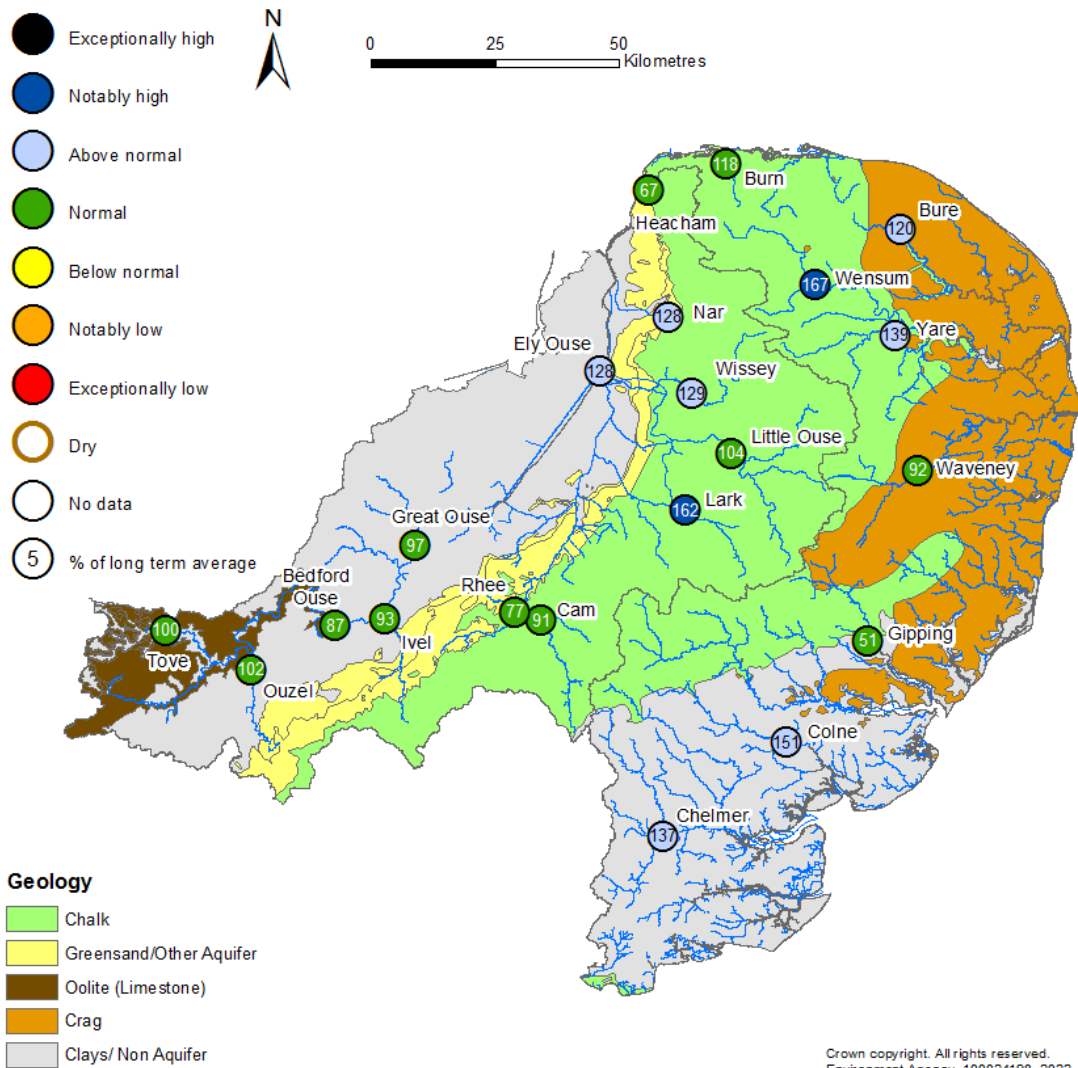 Exceptionally high
Notably high
Above normal
Normal
Below normal
Notably low
Exceptionally low
Dry
No data
5 % of long term average
N
0 25 50
Kilometres
118
Burn
67
Heacham
120
Bure
167
Wensum
128
Nar
139
Yare
Ely Ouse
128
Wissey
129
Little Ouse
104
92
Waveney
Lark
162
Great Ouse
97
Bedford
Ouse
87
93
Ivel
Rhee
77
91
Cam
100
Tove
102
Ouzel
51
Gipping
151
Colne
Chelmer
137
Geology
Chalk
Greensand/Other Aquifer
Oolite (Limestone)
Crag
Clays/ Non Aquifer
Crown copyright. All rights reserved.
Environment Agency,